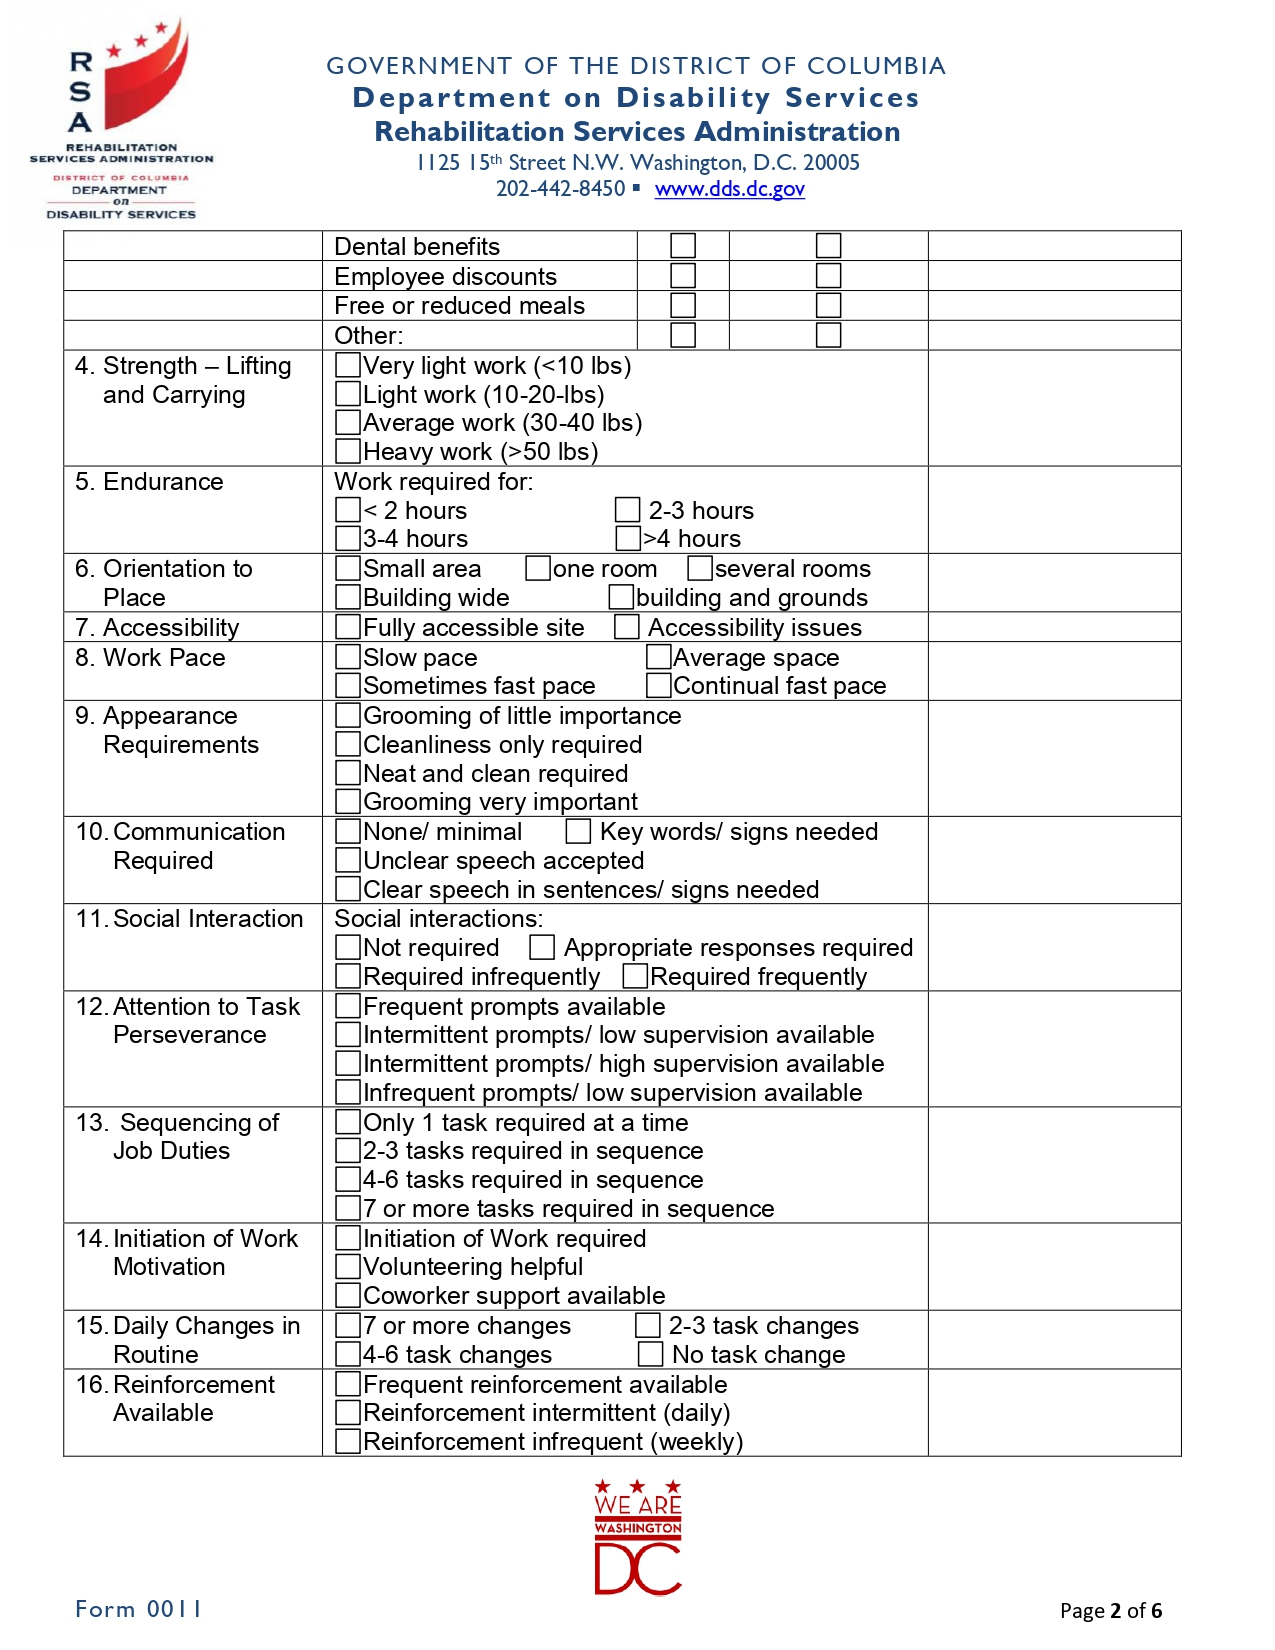 R
S
A
REHABILITATION
SERVICES ADMINISTRATION
DISTRICT OF COLUMBIA
DEPARTMENT
on
DISABILITY SERVICES
GOVERNMENT OF THE DISTRICT OF COLUMBIA
Department on Disability Services
Rehabilitation Services Administration
1125 15th Street N.W. Washington, D.C. 20005
202-442-8450 ▪ www.dds.dc.gov
Dental benefits ☐ ☐
Employee discounts ☐ ☐
Free or reduced meals ☐ ☐
Other: ☐ ☐
4. Strength – Lifting
and Carrying
☐Very light work (<10 lbs)
☐Light work (10-20-lbs)
☐Average work (30-40 lbs)
☐Heavy work (>50 lbs)
5. Endurance
Work required for:
☐< 2 hours ☐ 2-3 hours
☐3-4 hours ☐>4 hours
6. Orientation to
Place
☐Small area ☐one room ☐several rooms
☐Building wide ☐building and grounds
7. Accessibility
☐Fully accessible site ☐ Accessibility issues
8. Work Pace
☐Slow pace ☐Average space
☐Sometimes fast pace ☐Continual fast pace
9. Appearance
Requirements
☐Grooming of little importance
☐Cleanliness only required
☐Neat and clean required
☐Grooming very important
10. Communication
Required
☐None/ minimal ☐ Key words/ signs needed
☐Unclear speech accepted
☐Clear speech in sentences/ signs needed
11. Social Interaction
Social interactions:
☐Not required ☐ Appropriate responses required
☐Required infrequently ☐Required frequently
12. Attention to Task
Perseverance
☐Frequent prompts available
☐Intermittent prompts/ low supervision available
☐Intermittent prompts/ high supervision available
☐Infrequent prompts/ low supervision available
13. Sequencing of
Job Duties
☐Only 1 task required at a time
☐2-3 tasks required in sequence
☐4-6 tasks required in sequence
☐7 or more tasks required in sequence
14. Initiation of Work
Motivation
☐Initiation of Work required
☐Volunteering helpful
☐Coworker support available
15. Daily Changes in
Routine
☐7 or more changes ☐ 2-3 task changes
☐4-6 task changes ☐ No task change
16. Reinforcement
Available
☐Frequent reinforcement available
☐Reinforcement intermittent (daily)
☐Reinforcement infrequent (weekly)
WE ARE
WASHINGTON
DC
Form 0011
Page 2 of 6